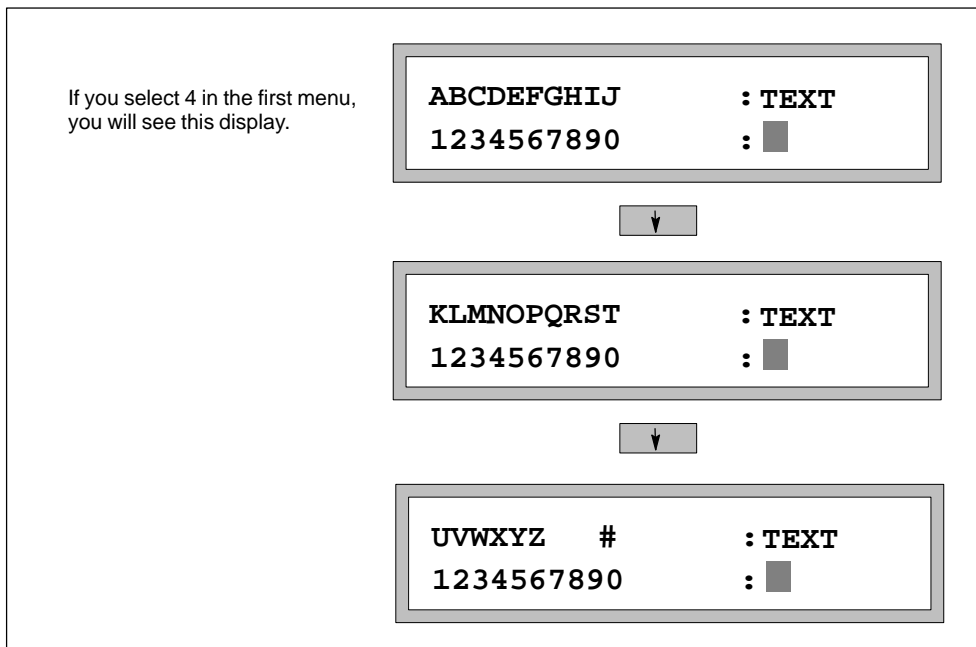 If you select 4 in the first menu,
you will see this display.
ABCDEFGHIJ :TEXT
1234567890 :
KLMNOPQRST :TEXT
1234567890 :
UVWXYZ # :TEXT
1234567890 :